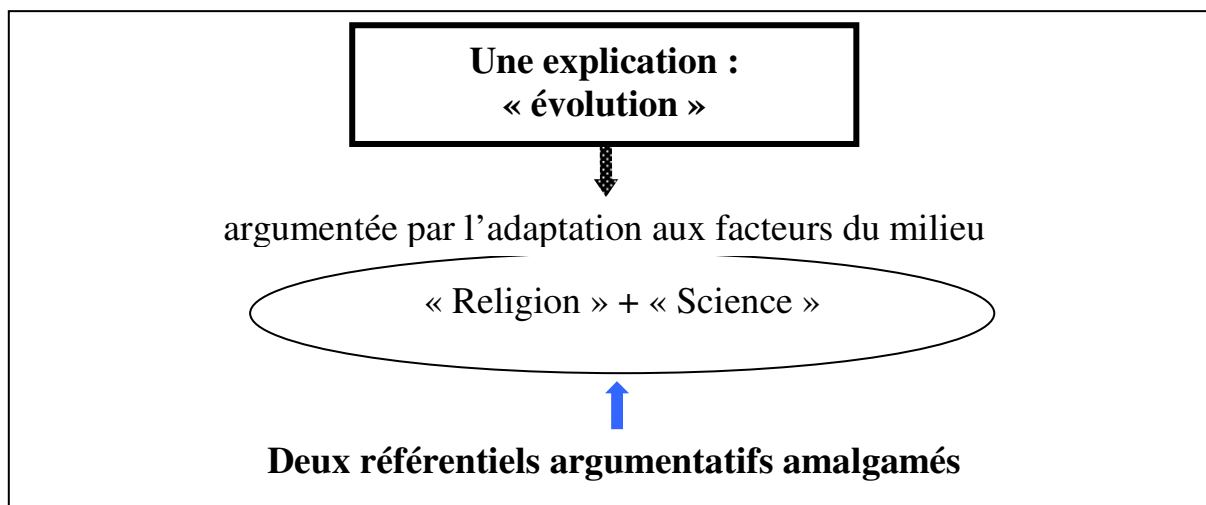 Une explication :
« évolution »
argumentée par l’adaptation aux facteurs du milieu
« Religion » + « Science »
Deux référentiels argumentatifs amalgamés